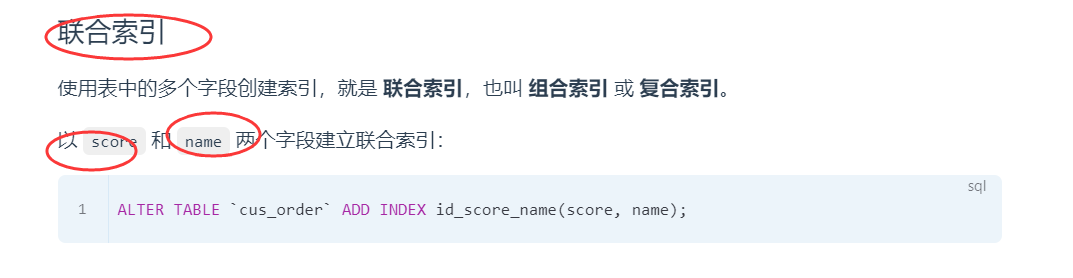 联合索引
使用表中的多个字段创建索引，就是 联合索引，也叫 组合索引 或 复合索引。
以 score 和 name 两个字段建立联合索引：
sql
1 ALTER TABLE `cus_order` ADD INDEX id_score_name(score, name);